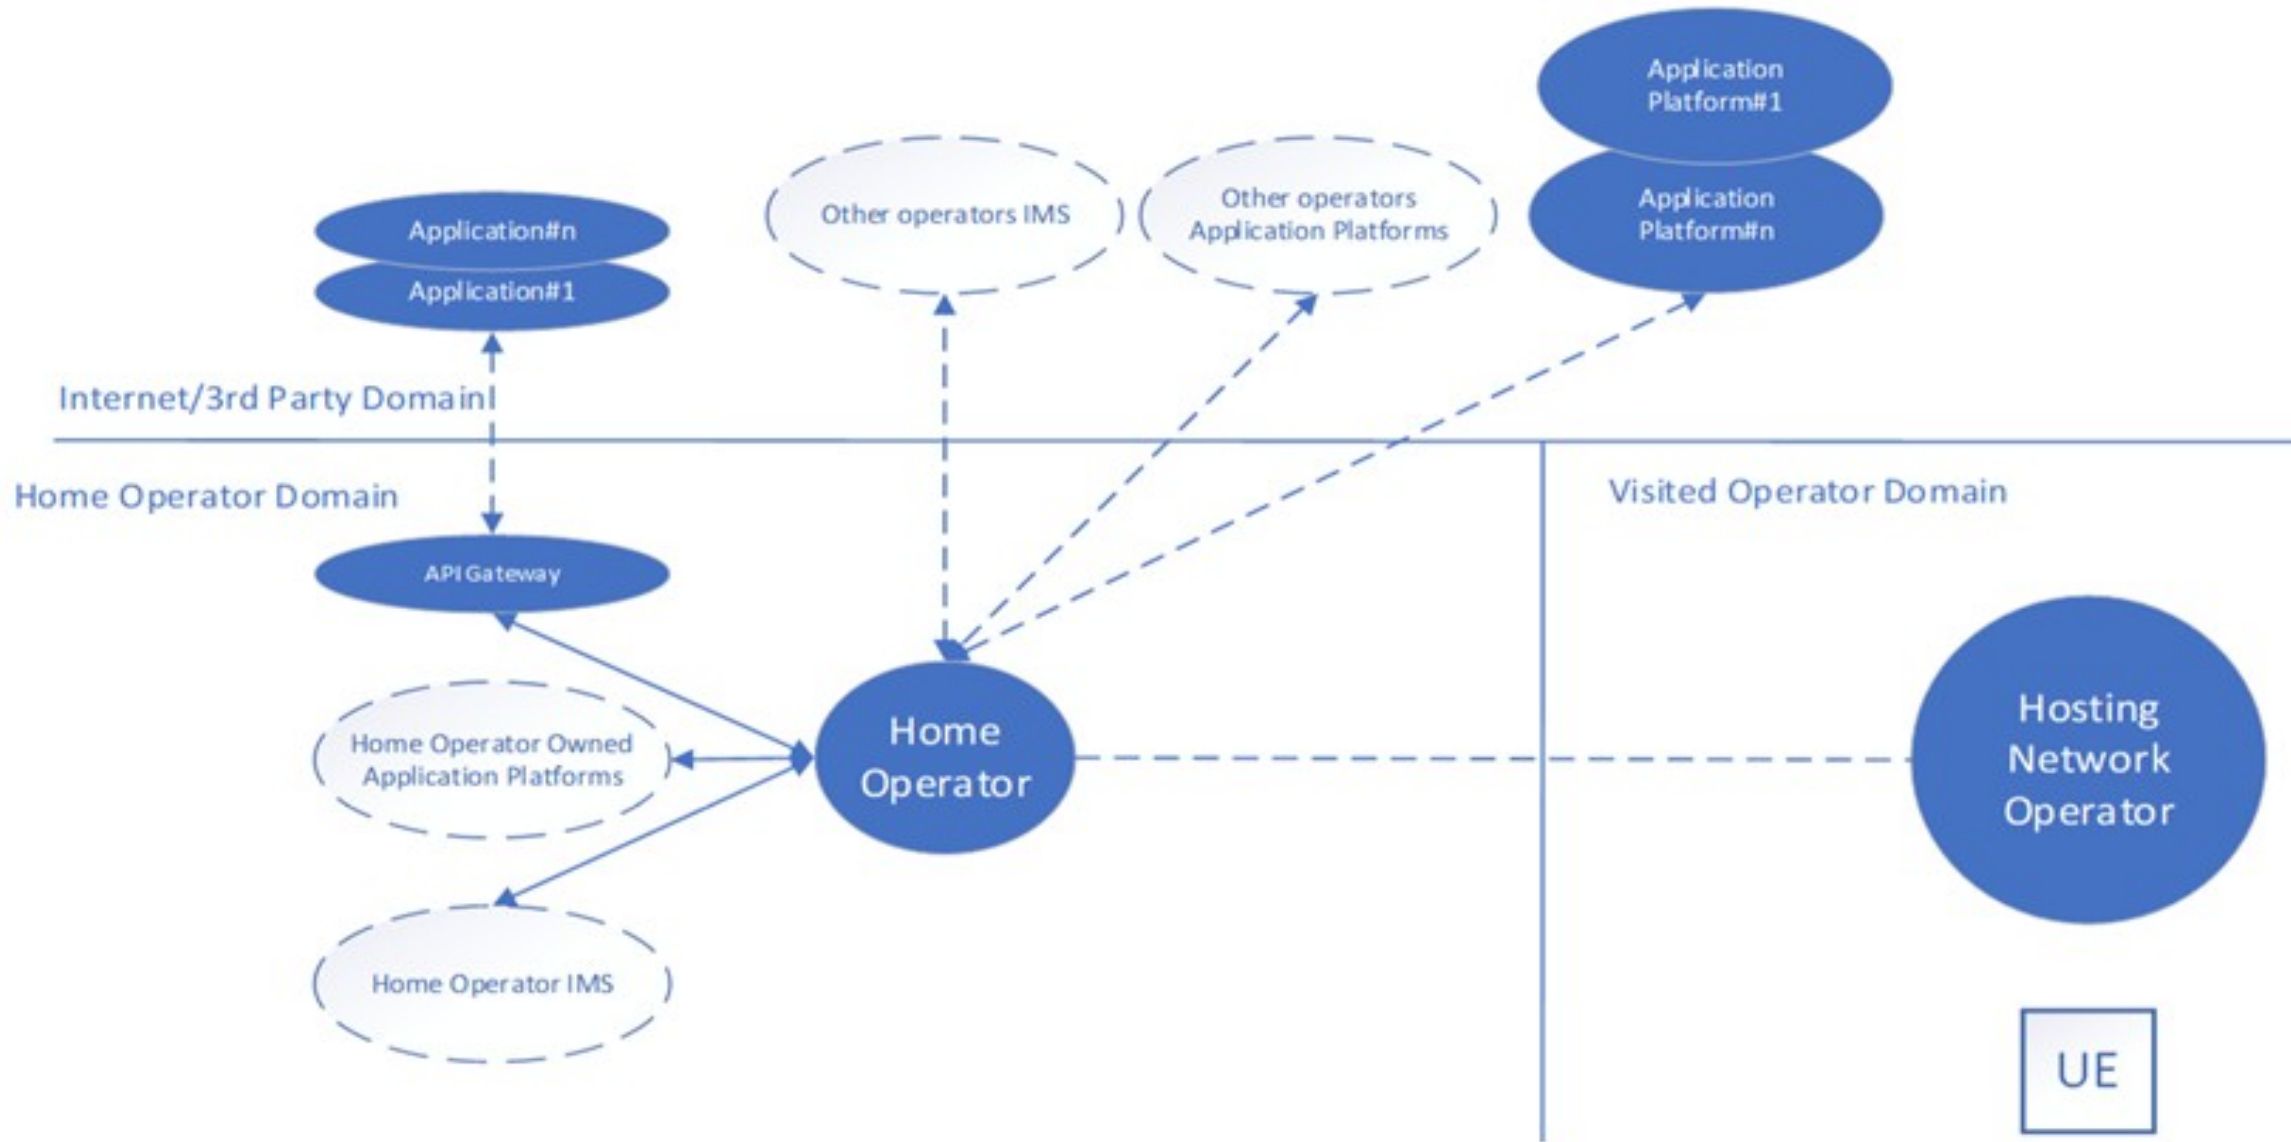 Application
Platform#1
Application
Platform#n
Other operators IMS
Other operators
Application Platforms
Application#n
Application#1
Internet/3rd Party Domain
Home Operator Domain
Visited Operator Domain
API Gateway
Home Operator Owned
Application Platforms
Home
Operator
Hosting
Network
Operator
Home Operator IMS
UE